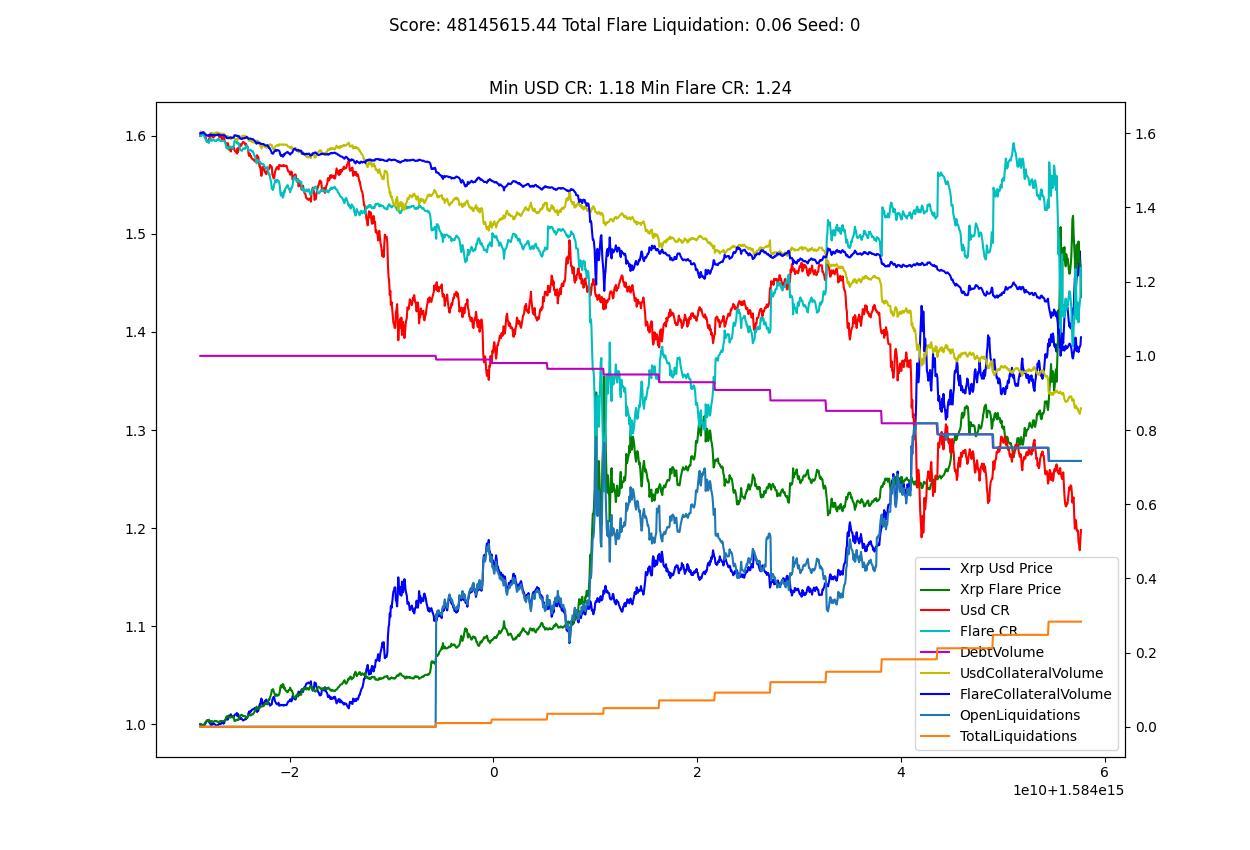 Score: 48145615.44 Total Flare Liquidation: 0.06 Seed: 0
Min USD CR: 1.18 Min Flare CR: 1.24
1.6
1.5
1.4
1.3
1.2
1.1
1.0
1.6
1.4
1.2
1.0
0.8
0.6
0.4
0.2
0.0
Xrp Usd Price
Xrp Flare Price
Usd CR
Flare CR
DebtVolume
UsdCollateralVolume
FlareCollateralVolume
OpenLiquidations
TotalLiquidations
−2 0 2 4 6
1e10+1.584e15